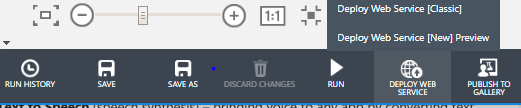 Deploy Web Service [Classic]
1:1
Deploy Web Service [New] Preview
RUN HISTORY
SAVE
SAVE AS
DISCARD CHANGES
RUN
DEPLOY WEB
SERVICE
PUBLISH TO
GALLERY
Text to Speech (speech synthesis) – bringing voice to any app by converting text